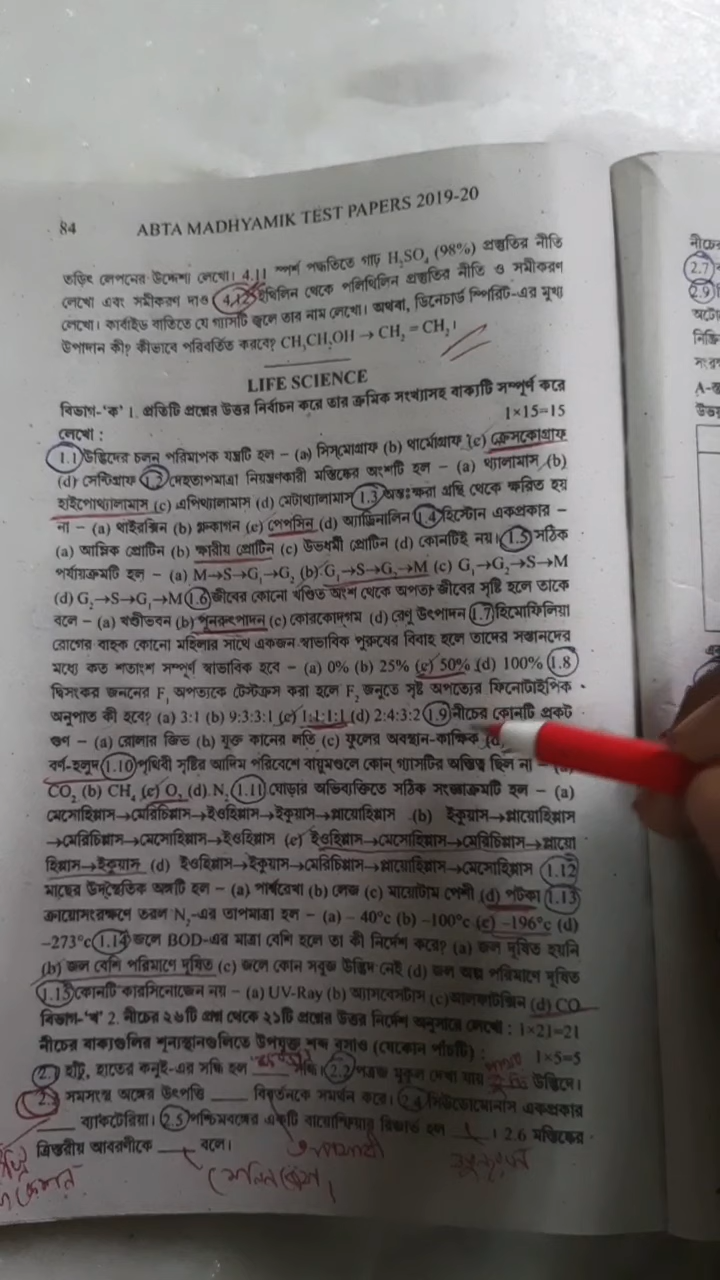 84 ABTA MADHYAMIK TEST PAPERS 2019-20
তড়িৎ লেপনের উদ্দেশ্য লেখো। 4.11 স্পর্শ পদ্ধতিতে গাঢ় H₂SO₄ (98%) প্রস্তুতির নীতি
লেখো এবং সমীকরণ দাও। 4.12 ইথিলিন থেকে পলিথিলিন প্রস্তুতির নীতি ও সমীকরণ
লেখো। কার্বাইড বাতিতে যে গ্যাসটি জ্বলে তার নাম লেখো। অথবা, ডিনেচার্ড স্পিরিট-এর মুখ্য
উপাদান কী? কীভাবে পরিবর্তিত করবে? CH₃CH₂OH → CH₂ = CH₂।
LIFE SCIENCE
বিভাগ-'ক' 1. প্রতিটি প্রশ্নের উত্তর নির্বাচন করে তার ক্রমিক সংখ্যাসহ বাক্যটি সম্পূর্ণ করে
লেখো : 1×15=15
1.1 উদ্ভিদের চলন পরিমাপক যন্ত্রটি হল – (a) সিসমোগ্রাফ (b) থার্মোগ্রাফ (c) ক্রেসকোগ্রাফ
(d) সেন্টিগ্রাফ 1.2 দেহতাপমাত্রা নিয়ন্ত্রণকারী মস্তিষ্কের অংশটি হল – (a) থ্যালামাস (b)
হাইপোথ্যালামাস (c) এপিথ্যালামাস (d) মেটাথ্যালামাস 1.3 অন্তঃক্ষরা গ্রন্থি থেকে ক্ষরিত হয়
না – (a) থাইরক্সিন (b) গ্লুকাগন (c) পেপসিন (d) অ্যাড্রিনালিন 1.4 হিস্টোন একপ্রকার –
(a) আম্লিক প্রোটিন (b) ক্ষারীয় প্রোটিন (c) উভধর্মী প্রোটিন (d) কোনটিই নয়। 1.5 সঠিক
পর্যায়ক্রমটি হল – (a) M→S→G₁→G₂ (b) G₁→S→G₂→M (c) G₁→G₂→S→M
(d) G₂→S→G₁→M 1.6 জীবের কোনো খণ্ডিত অংশ থেকে অপত্য জীবের সৃষ্টি হলে তাকে
বলে – (a) খণ্ডীভবন (b) পুনরুৎপাদন (c) কোরকোদ্গম (d) রেণু উৎপাদন 1.7 হিমোফিলিয়া
রোগের বাহক কোনো মহিলার সাথে একজন স্বাভাবিক পুরুষের বিবাহ হলে তাদের সন্তানদের
মধ্যে কত শতাংশ সম্পূর্ণ স্বাভাবিক হবে – (a) 0% (b) 25% (c) 50% (d) 100% 1.8
দ্বিসংকর জননের F₁ অপত্যকে টেস্টক্রস করা হলে F₂ জনুতে সৃষ্ট অপত্যের ফিনোটাইপিক
অনুপাত কী হবে? (a) 3:1 (b) 9:3:3:1 (c) 1:1:1:1 (d) 2:4:3:2 1.9 নীচের কোনটি প্রকট
গুণ – (a) রোলার জিভ (b) যুক্ত কানের লতি (c) ফুলের অবস্থান-কাক্ষিক (d)
বর্ণ-হলুদ 1.10 পৃথিবী সৃষ্টির আদিম পরিবেশে বায়ুমণ্ডলে কোন্ গ্যাসটির অস্তিত্ব ছিল না – (a)
CO₂ (b) CH₄ (c) O₂ (d) N₂ 1.11 ঘোড়ার অভিব্যক্তিতে সঠিক সংজ্ঞাক্রমটি হল – (a)
মেসোহিপ্পাস→মেরিচিপ্পাস→ইওহিপ্পাস→ইকুয়াস→প্লায়োহিপ্পাস (b) ইকুয়াস→প্লায়োহিপ্পাস
→মেরিচিপ্পাস→মেসোহিপ্পাস→ইওহিপ্পাস (c) ইওহিপ্পাস→মেসোহিপ্পাস→মেরিচিপ্পাস→প্লায়ো
হিপ্পাস→ইকুয়াস (d) ইওহিপ্পাস→ইকুয়াস→মেরিচিপ্পাস→প্লায়োহিপ্পাস→মেসোহিপ্পাস 1.12
মাছের উদস্থৈতিক অঙ্গটি হল – (a) পার্শ্বরেখা (b) লেজ (c) মায়োটোম পেশী (d) পটকা 1.13
ক্রায়োসংরক্ষণে তরল N₂-এর তাপমাত্রা হল – (a) – 40°c (b) –100°c (c) –196°c (d)
–273°c 1.14 জলে BOD-এর মাত্রা বেশি হলে তা কী নির্দেশ করে? (a) জল দূষিত হয়নি
(b) জল বেশি পরিমাণে দূষিত (c) জলে কোন সবুজ উদ্ভিদ নেই (d) জল অল্প পরিমাণে দূষিত
1.15 কোনটি কারসিনোজেন নয় – (a) UV-Ray (b) অ্যাসবেসটাস (c) আলকাটক্সিন (d) CO
বিভাগ-'খ' 2. নীচের ২৬টি প্রশ্ন থেকে ২১টি প্রশ্নের উত্তর নির্দেশ অনুসারে লেখো : 1×21=21
নীচের বাক্যগুলির শূন্যস্থানগুলিতে উপযুক্ত শব্দ বসাও (যেকোন পাঁচটি) : 1×5=5
2.1 হাঁটু, হাতের কনুই-এর সন্ধি হল ____ সন্ধি। 2.2 পত্রজ মুকুল দেখা যায় ____ উদ্ভিদে।
2.3 সমসংস্থ অঙ্গের উৎপত্তি ____ বিবর্তনকে সমর্থন করে। 2.4 সিউডোমোনাস একপ্রকার
____ ব্যাকটেরিয়া। 2.5 পশ্চিমবঙ্গের একটি বায়োস্ফিয়ার রিজার্ভ হল ____। 2.6 মস্তিষ্কের
ত্রিস্তরীয় আবরণীকে ____ বলে।
নীচের
2.7
2.9